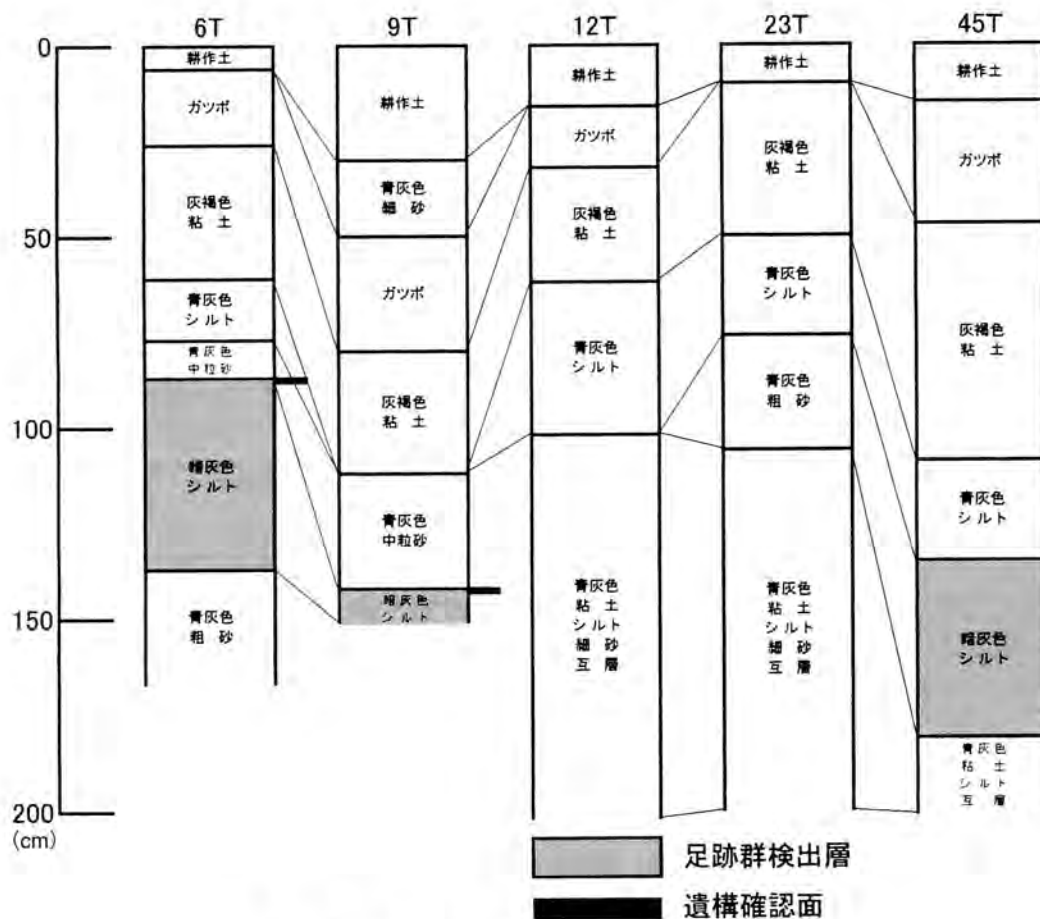 6T
9T
12T
23T
45T
0
50
100
150
200
(cm)
耕作土
ガツボ
灰褐色
粘土
青灰色
シルト
青灰色
中粒砂
暗灰色
シルト
青灰色
粗砂
耕作土
青灰色
細砂
ガツボ
灰褐色
粘土
青灰色
中粒砂
暗灰色
シルト
耕作土
ガツボ
灰褐色
粘土
青灰色
シルト
青灰色
粘土
シルト
細砂
互層
耕作土
灰褐色
粘土
青灰色
シルト
青灰色
粗砂
青灰色
粘土
シルト
細砂
互層
耕作土
ガツボ
灰褐色
粘土
青灰色
シルト
暗灰色
シルト
青灰色
粘土
シルト
互層
足跡群検出層
遺構確認面